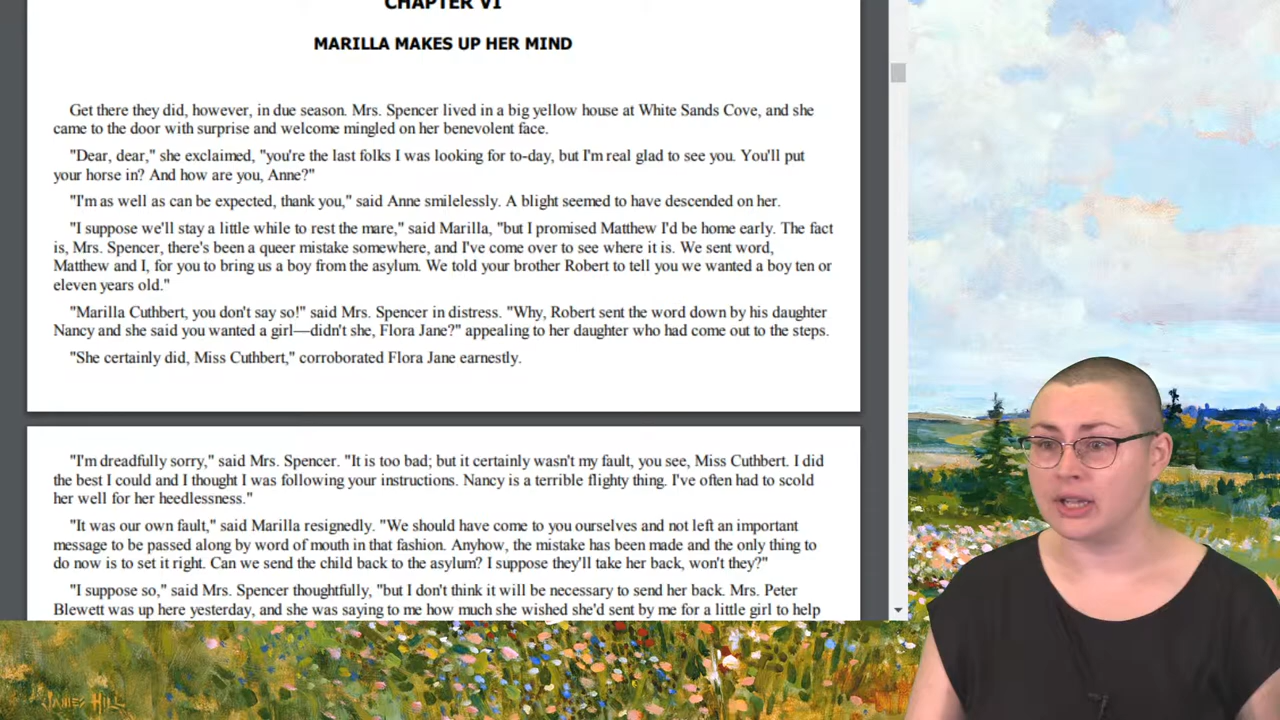 CHAPTER VI
MARILLA MAKES UP HER MIND
Get there they did, however, in due season. Mrs. Spencer lived in a big yellow house at White Sands Cove, and she
came to the door with surprise and welcome mingled on her benevolent face.
"Dear, dear," she exclaimed, "you're the last folks I was looking for to-day, but I'm real glad to see you. You'll put
your horse in? And how are you, Anne?"
"I'm as well as can be expected, thank you," said Anne smilelessly. A blight seemed to have descended on her.
"I suppose we'll stay a little while to rest the mare," said Marilla, "but I promised Matthew I'd be home early. The fact
is, Mrs. Spencer, there's been a queer mistake somewhere, and I've come over to see where it is. We sent word,
Matthew and I, for you to bring us a boy from the asylum. We told your brother Robert to tell you we wanted a boy ten or
eleven years old."
"Marilla Cuthbert, you don't say so!" said Mrs. Spencer in distress. "Why, Robert sent the word down by his daughter
Nancy and she said you wanted a girl—didn't she, Flora Jane?" appealing to her daughter who had come out to the steps.
"She certainly did, Miss Cuthbert," corroborated Flora Jane earnestly.
"I'm dreadfully sorry," said Mrs. Spencer. "It is too bad; but it certainly wasn't my fault, you see, Miss Cuthbert. I did
the best I could and I thought I was following your instructions. Nancy is a terrible flighty thing. I've often had to scold
her well for her heedlessness."
"It was our own fault," said Marilla resignedly. "We should have come to you ourselves and not left an important
message to be passed along by word of mouth in that fashion. Anyhow, the mistake has been made and the only thing to
do now is to set it right. Can we send the child back to the asylum? I suppose they'll take her back, won't they?"
"I suppose so," said Mrs. Spencer thoughtfully, "but I don't think it will be necessary to send her back. Mrs. Peter
Blewett was up here yesterday, and she was saying to me how much she wished she'd sent by me for a little girl to help
JAMES HILL